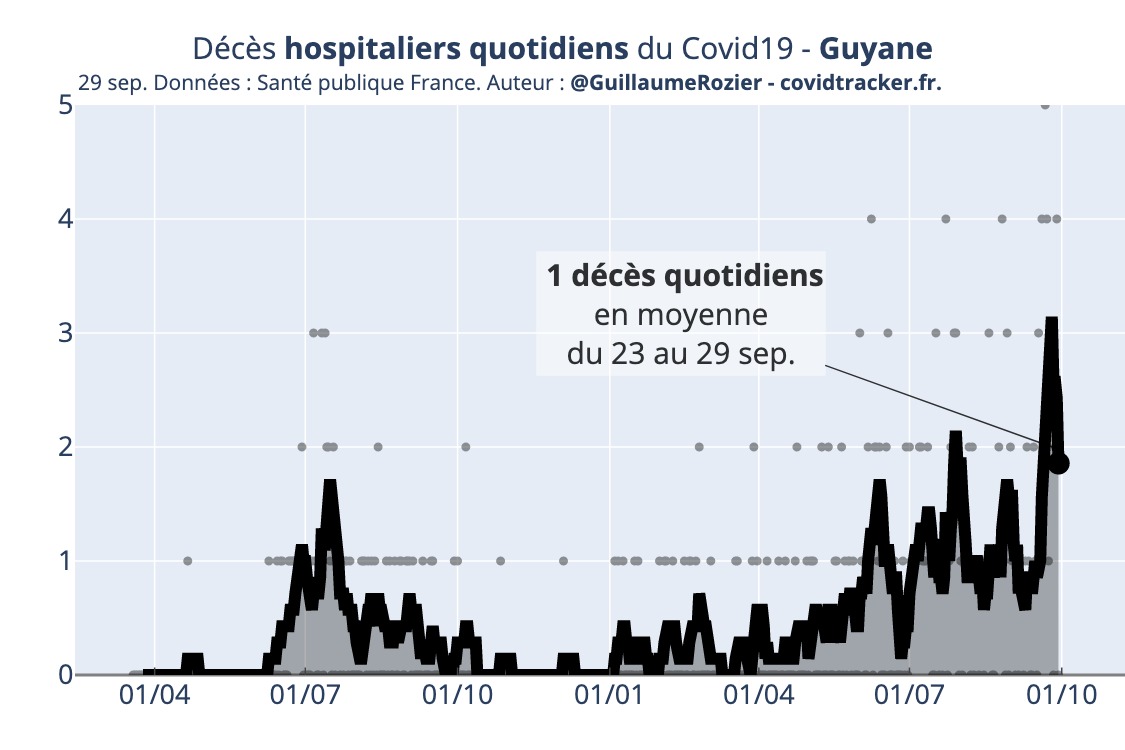 Décès hospitaliers quotidiens du Covid19 - Guyane
29 sep. Données : Santé publique France. Auteur : @GuillaumeRozier - covidtracker.fr.
5
4
1 décès quotidiens
en moyenne
du 23 au 29 sep.
3
2
1
0
01/04 01/07 01/10 01/01 01/04 01/07 01/10